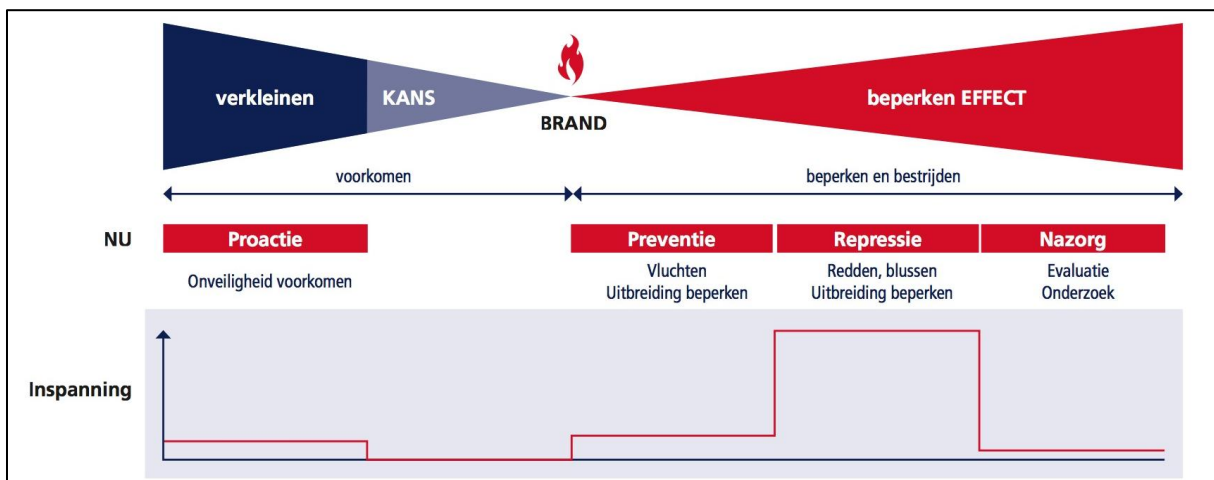 verkleinen KANS
beperken EFFECT
BRAND
voorkomen
beperken en bestrijden
NU
Proactie
Preventie
Repressie
Nazorg
Onveiligheid voorkomen
Vluchten
Uitbreiding beperken
Redden, blussen
Uitbreiding beperken
Evaluatie
Onderzoek
Inspanning